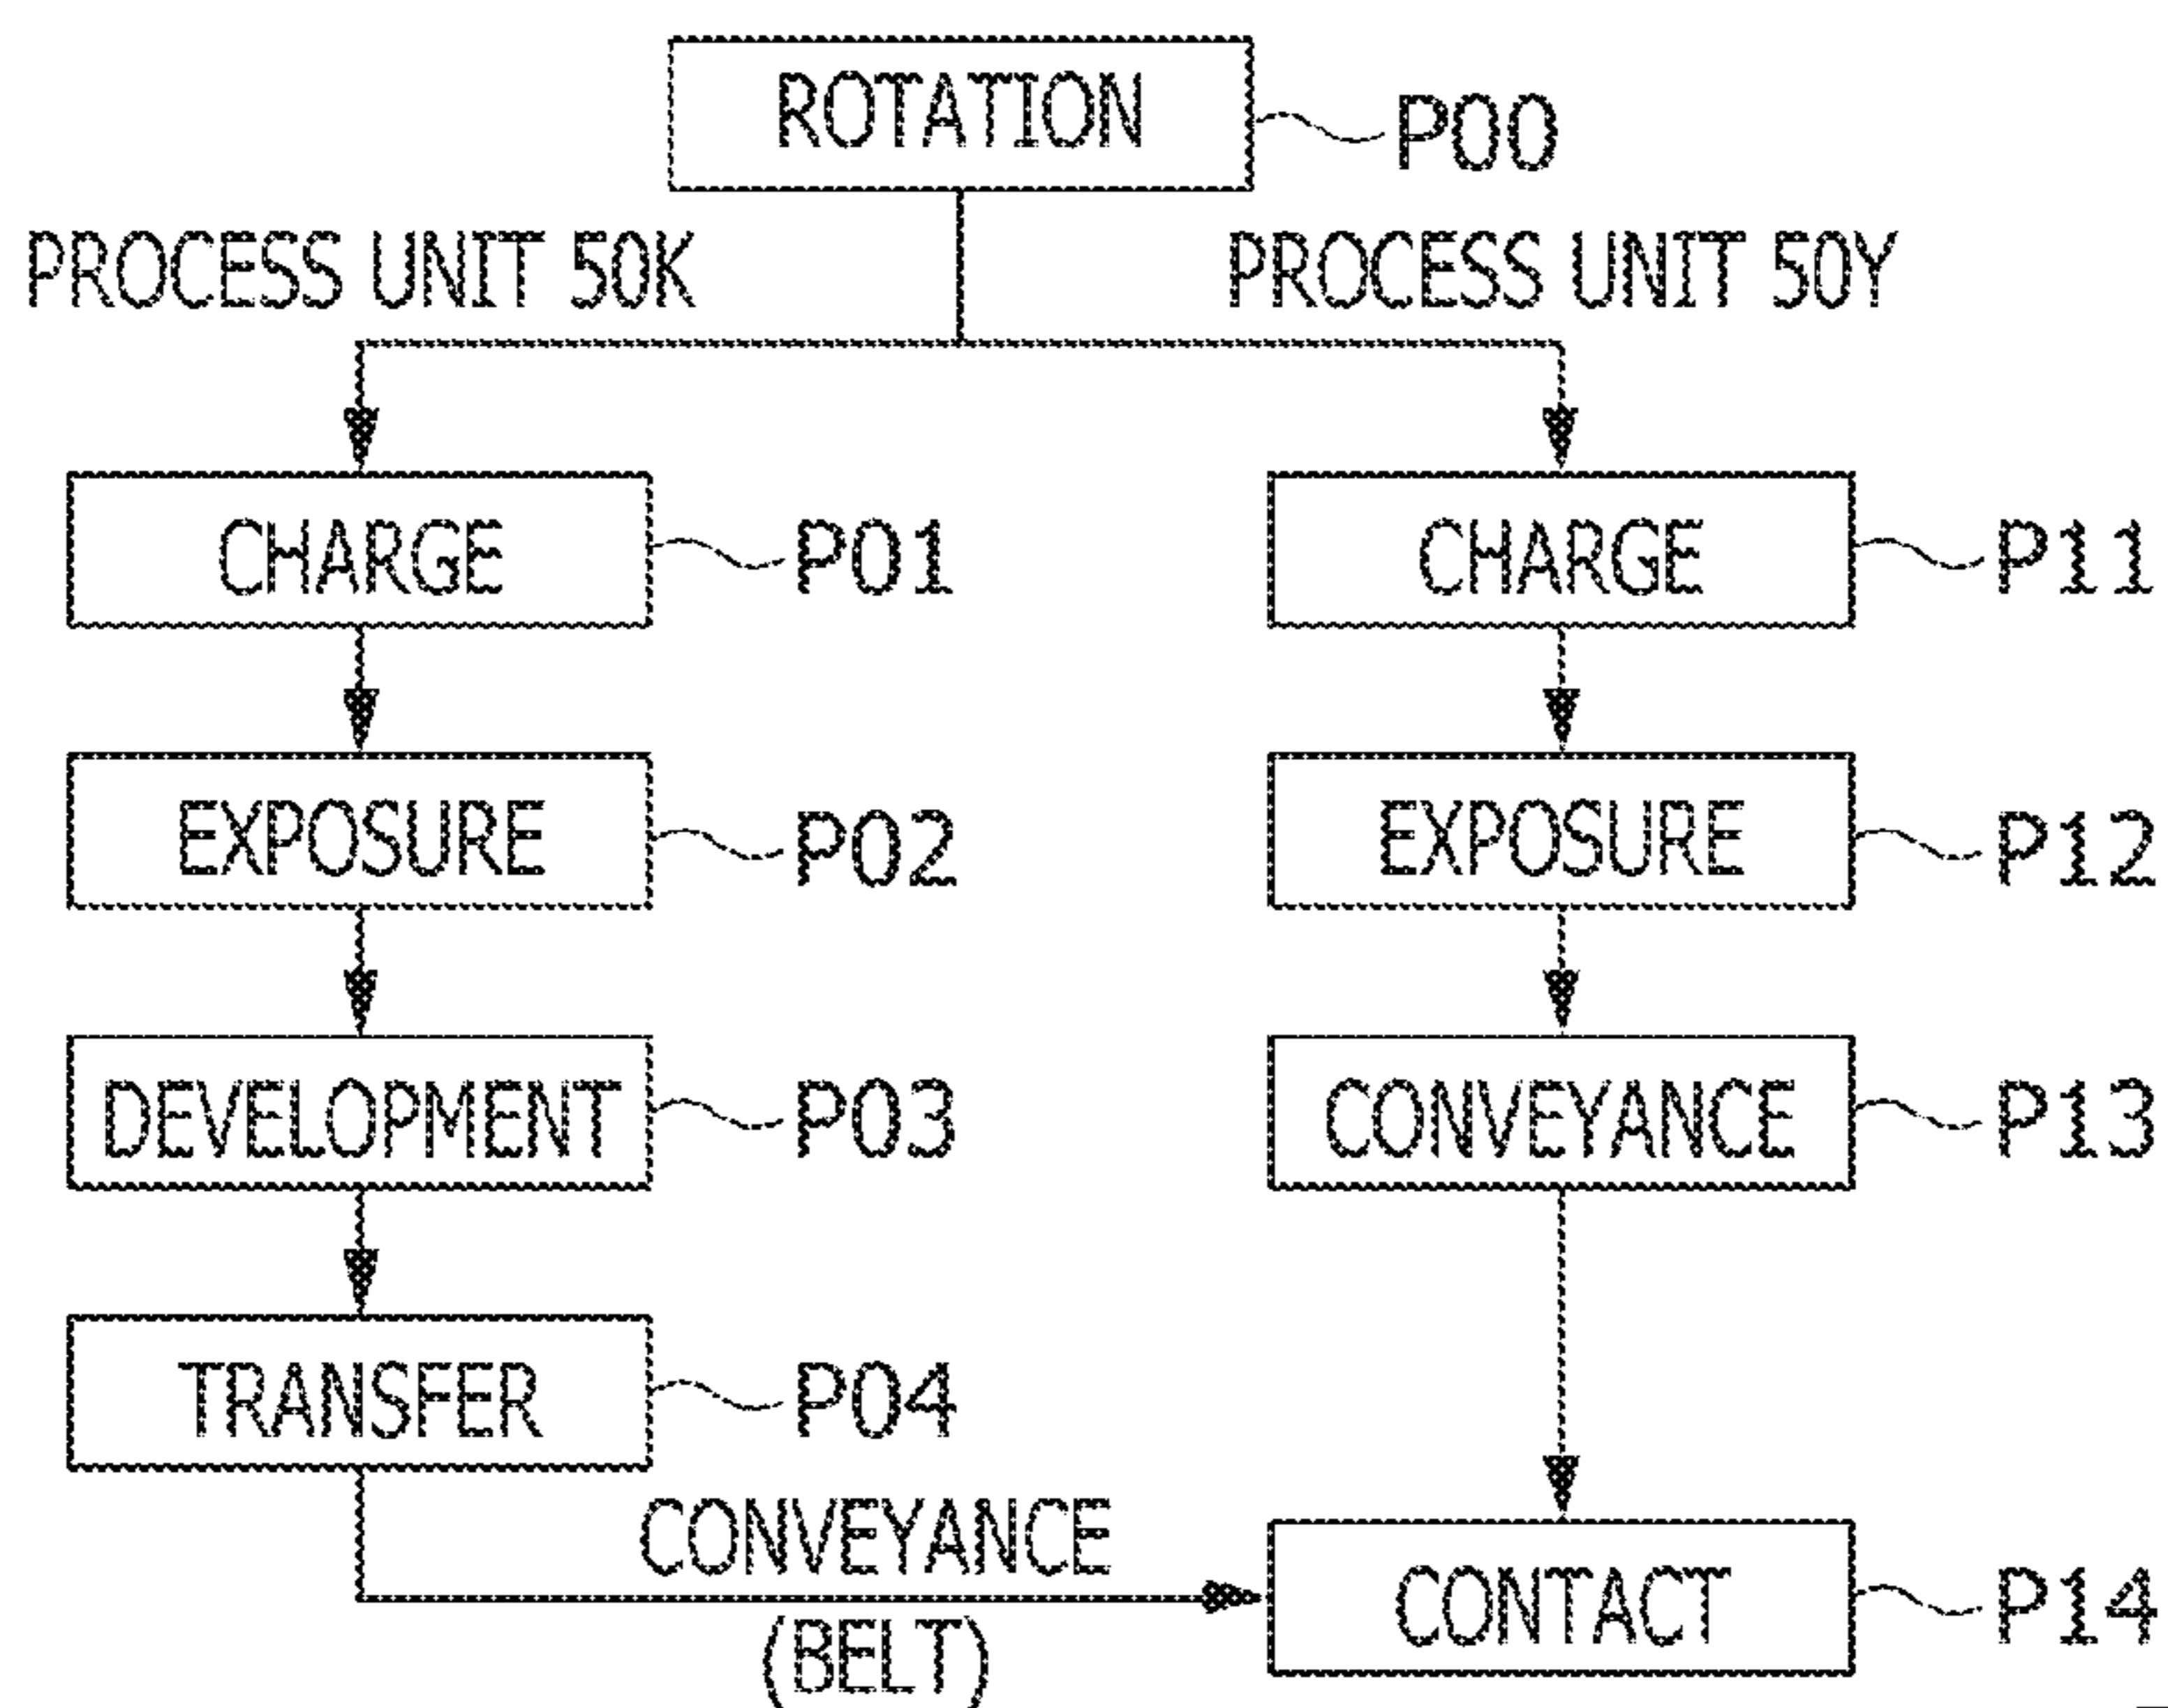 ROTATION
P00
PROCESS UNIT 50K
PROCESS UNIT 50Y
CHARGE
P01
CHARGE
P11
EXPOSURE
P02
EXPOSURE
P12
DEVELOPMENT
P03
CONVEYANCE
P13
TRANSFER
P04
CONVEYANCE
(BELT)
CONTACT
P14